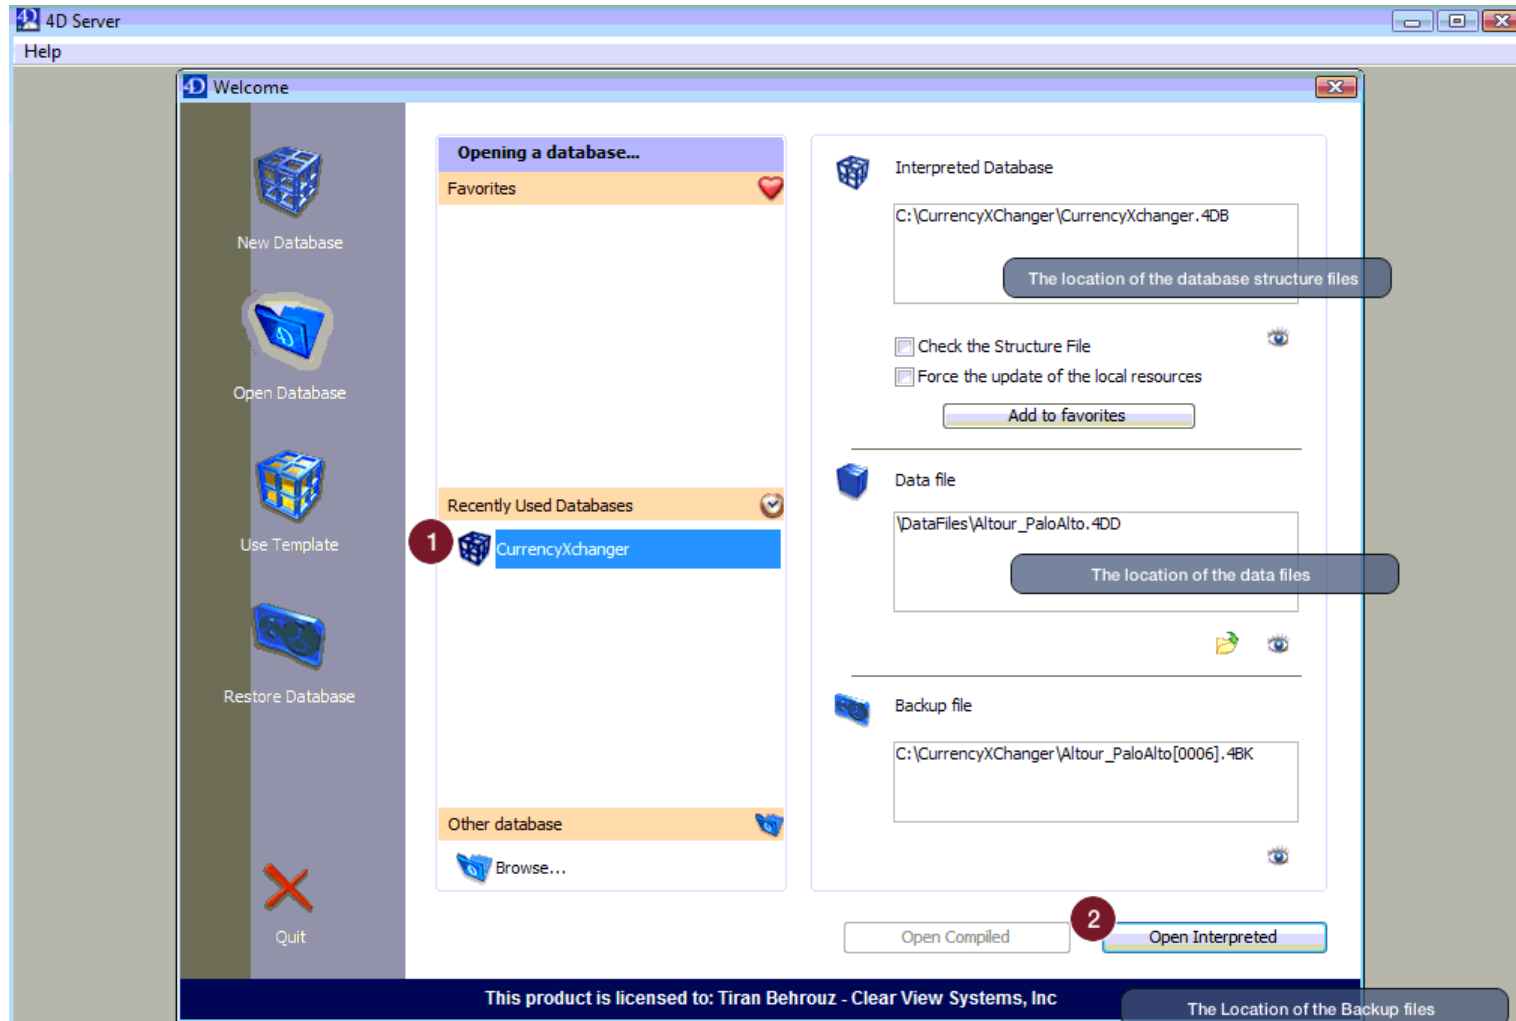 4D Server
Help
Welcome
New Database
Open Database
Use Template
Restore Database
Quit
Opening a database...
Favorites
Recently Used Databases
1
CurrencyXchanger
Other database
Browse...
Interpreted Database
C:\CurrencyXChanger\CurrencyXchanger.4DB
The location of the database structure files
Check the Structure File
Force the update of the local resources
Add to favorites
Data file
\DataFiles\Altour_PaloAlto.4DD
The location of the data files
Backup file
C:\CurrencyXChanger\Altour_PaloAlto[0006].4BK
Open Compiled
2
Open Interpreted
This product is licensed to: Tiran Behrouz - Clear View Systems, Inc
The Location of the Backup files